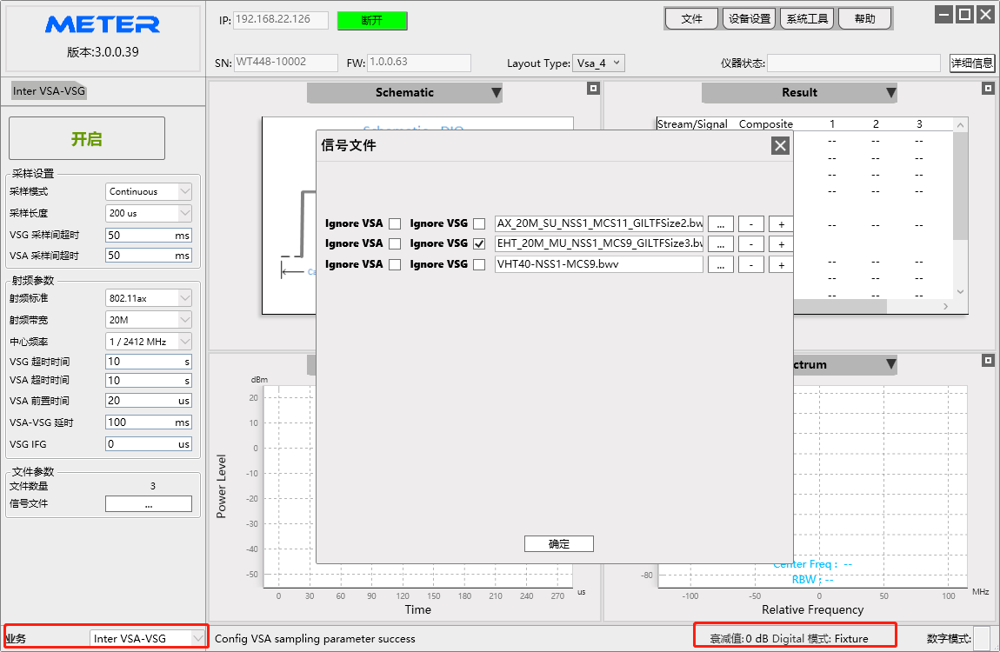 METER
版本:3.0.0.39
IP: 192.168.22.126 断开
文件 设备设置 系统工具 帮助
SN: WT448-10002 FW: 1.0.0.63 Layout Type: Vsa_4 仪器状态: 详细信息
Inter VSA-VSG
开启
采样设置
采样模式 Continuous
采样长度 200 us
VSG 采样间超时 50 ms
VSA 采样间超时 50 ms
射频参数
射频标准 802.11ax
射频带宽 20M
中心频率 1 / 2412 MHz
VSG 超时时间 10 s
VSA 超时时间 10 s
VSA 前置时间 20 us
VSA-VSG 延时 100 ms
VSG IFG 0 us
文件参数
文件数量 3
信号文件 ...
Schematic
Result
Stream/Signal Composite 1 2 3
-- -- --
-- -- --
-- -- --
-- -- --
-- -- --
-- -- --
-- -- --
-- -- --
信号文件
Ignore VSA Ignore VSG AX_20M_SU_NSS1_MCS11_GILTFSize2.bw ... - +
Ignore VSA Ignore VSG EHT_20M_MU_NSS1_MCS9_GILTFSize3.bw ... - +
Ignore VSA Ignore VSG VHT40-NSS1-MCS9.bwv ... - +
确定
Ca
dBm
20
10
0
-10
-20
-30
-40
-50
Power Level
0 30 60 90 120 150 180 210 240 270 us
Time
ctrum
-80
Center Freq : --
RBW : --
-100 -50 0 50 100 MHz
Relative Frequency
业务 Inter VSA-VSG
Config VSA sampling parameter success
衰减值: 0 dB Digital 模式: Fixture
数字模式: